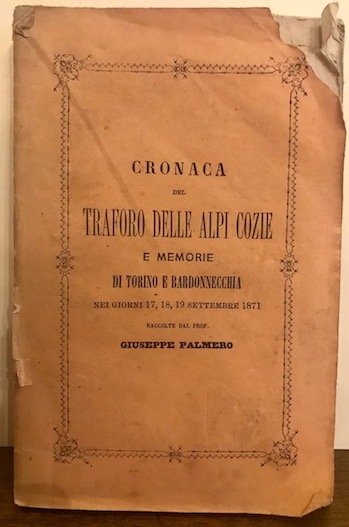 CRONACA
DEL
TRAFORO DELLE ALPI COZIE
E MEMORIE
DI TORINO E BARDONNECCHIA
NEI GIORNI 17, 18, 19 SETTEMBRE 1871
RACCOLTE DAL PROF.
GIUSEPPE PALMERO